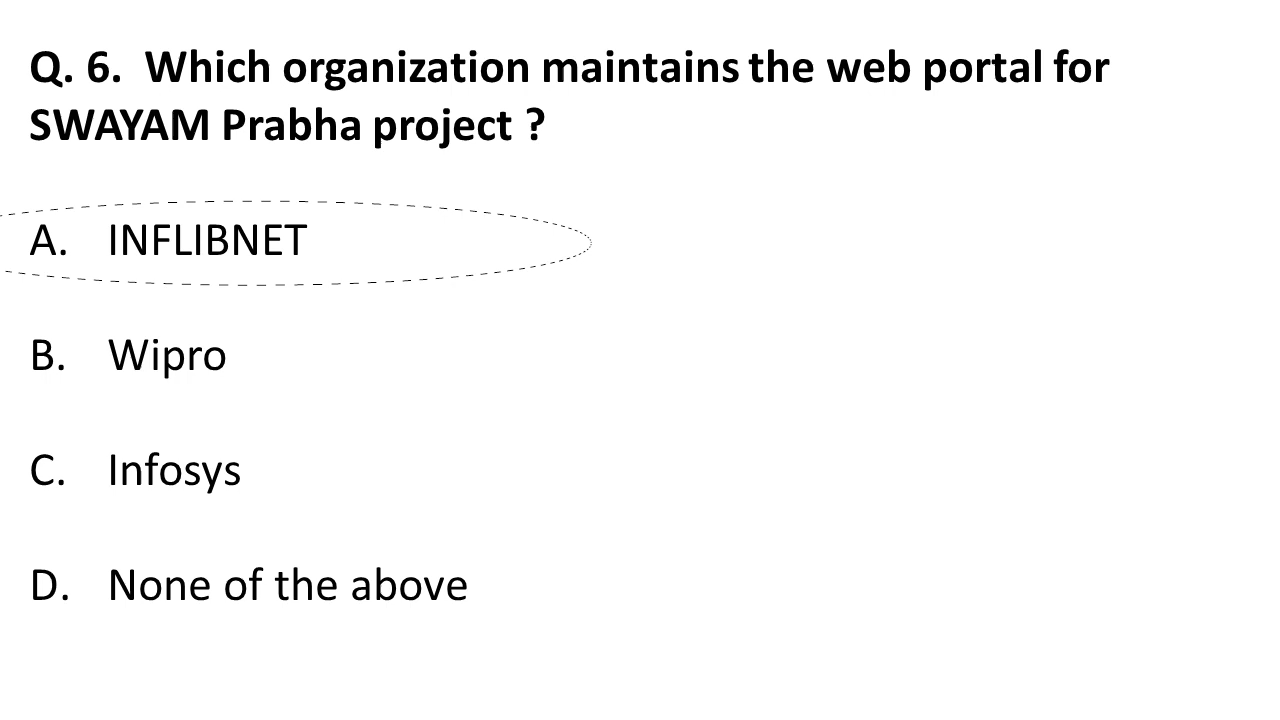 Q. 6. Which organization maintains the web portal for
SWAYAM Prabha project ?
A. INFLIBNET
B. Wipro
C. Infosys
D. None of the above